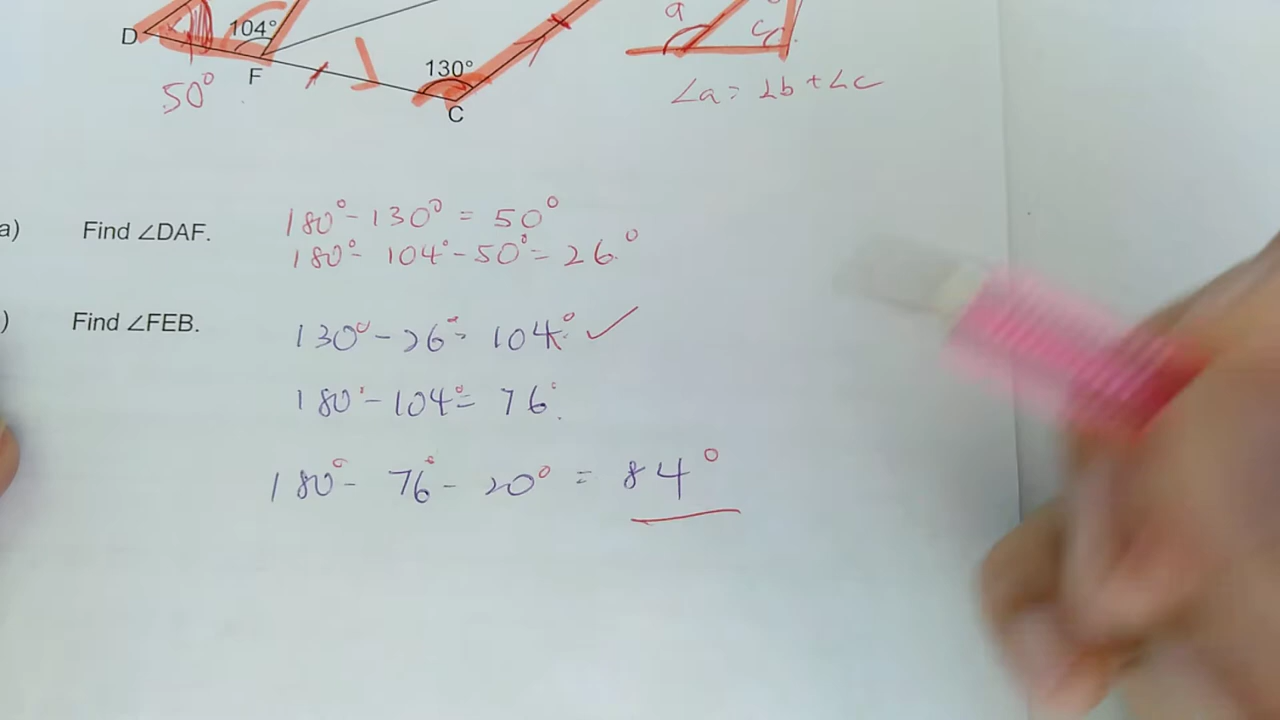 a
c
D
104°
F
50°
130°
C
∠a = ∠b + ∠c
a) Find ∠DAF.
180° - 130° = 50°
180° - 104° - 50° = 26°
) Find ∠FEB.
130° - 26° = 104° ✓
180° - 104° = 76°
180° - 76° - 20° = 84°